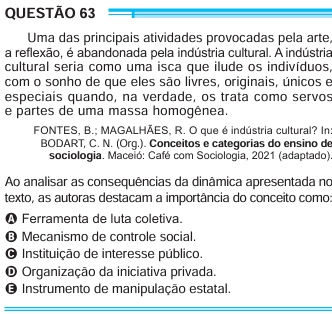 QUESTÃO 63
Uma das principais atividades provocadas pela arte,
a reflexão, é abandonada pela indústria cultural. A indústria
cultural seria como uma isca que ilude os indivíduos,
com o sonho de que eles são livres, originais, únicos e
especiais quando, na verdade, os trata como servos
e partes de uma massa homogênea.
FONTES, B.; MAGALHÃES, R. O que é indústria cultural? In:
BODART, C. N. (Org.). Conceitos e categorias do ensino de
sociologia. Maceió: Café com Sociologia, 2021 (adaptado).
Ao analisar as consequências da dinâmica apresentada no
texto, as autoras destacam a importância do conceito como:
A Ferramenta de luta coletiva.
B Mecanismo de controle social.
C Instituição de interesse público.
D Organização da iniciativa privada.
E Instrumento de manipulação estatal.